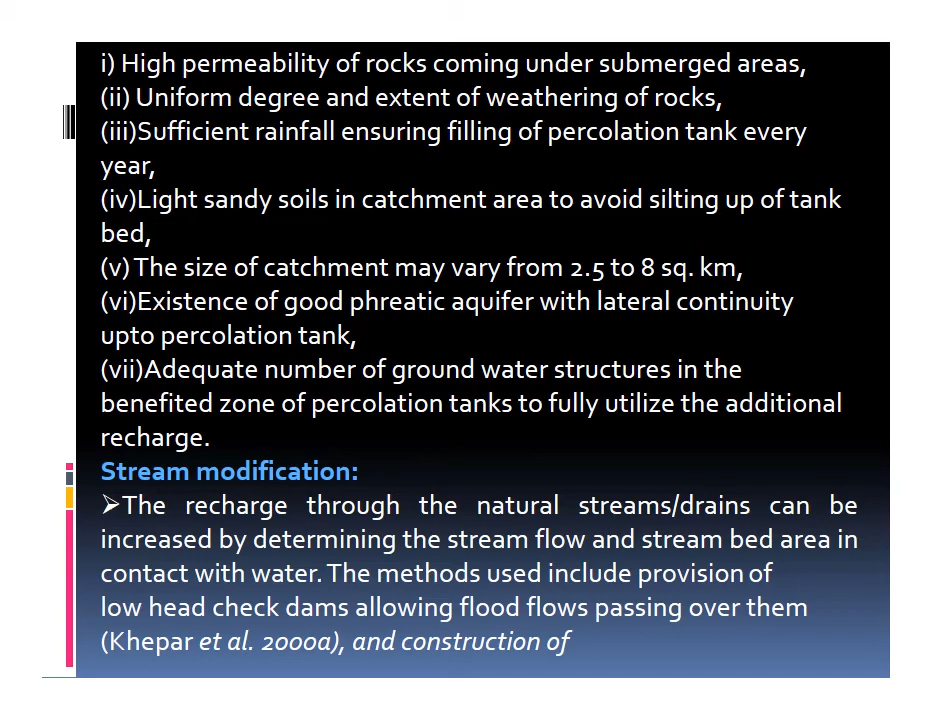 i) High permeability of rocks coming under submerged areas,
(ii) Uniform degree and extent of weathering of rocks,
(iii)Sufficient rainfall ensuring filling of percolation tank every
year,
(iv)Light sandy soils in catchment area to avoid silting up of tank
bed,
(v) The size of catchment may vary from 2.5 to 8 sq. km,
(vi)Existence of good phreatic aquifer with lateral continuity
upto percolation tank,
(vii)Adequate number of ground water structures in the
benefited zone of percolation tanks to fully utilize the additional
recharge.
Stream modification:
➢The recharge through the natural streams/drains can be
increased by determining the stream flow and stream bed area in
contact with water. The methods used include provision of
low head check dams allowing flood flows passing over them
(Khepar et al. 2000a), and construction of